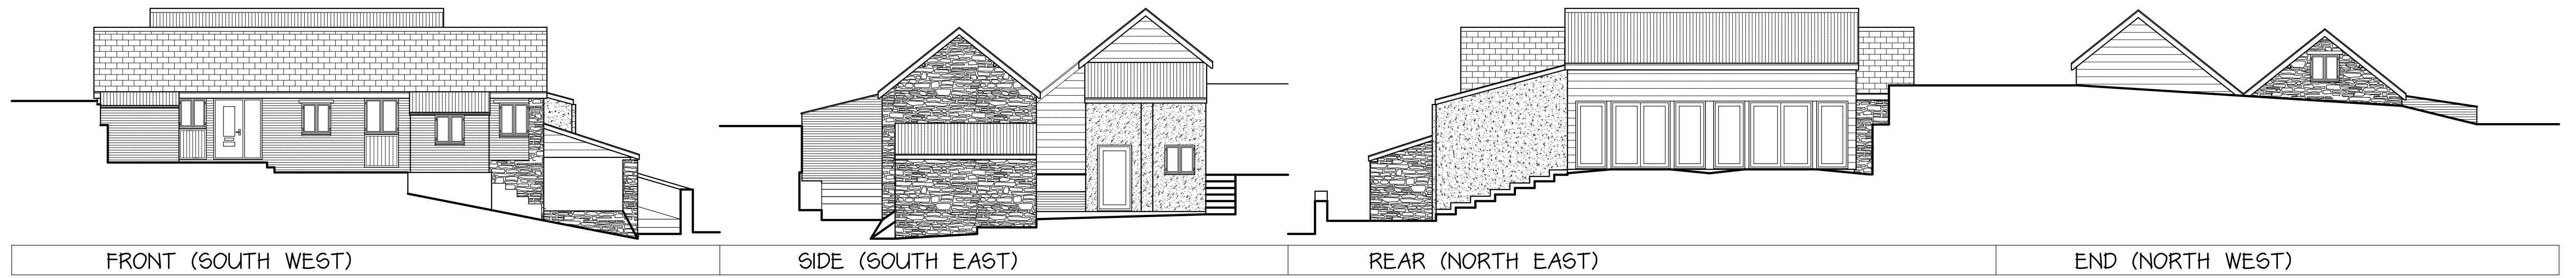 FRONT (SOUTH WEST)
SIDE (SOUTH EAST)
REAR (NORTH EAST)
END (NORTH WEST)